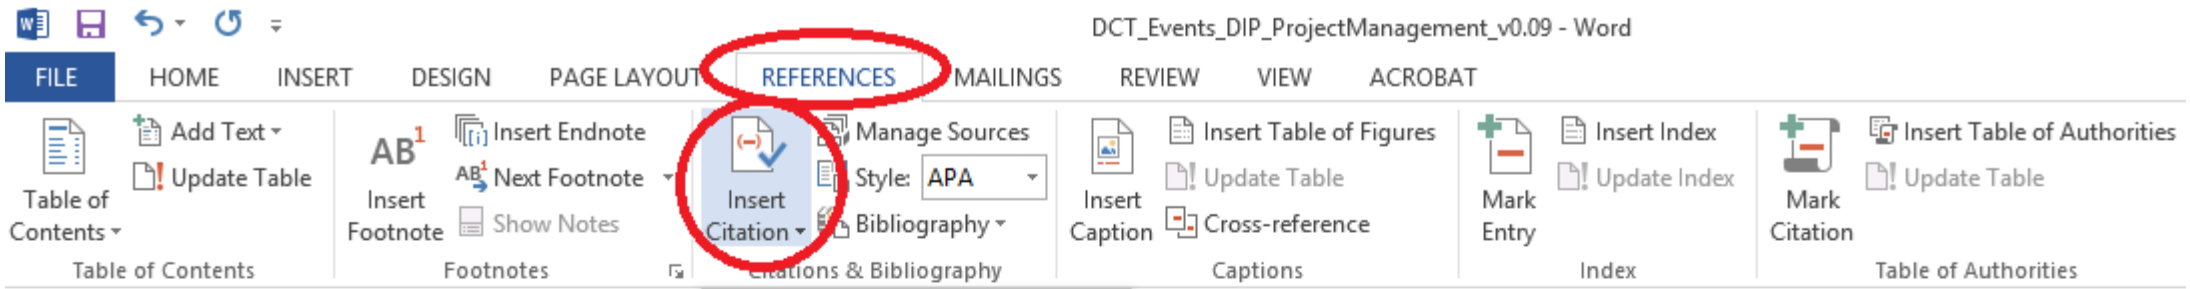 DCT_Events_DIP_ProjectManagement_v0.09 - Word
FILE HOME INSERT DESIGN PAGE LAYOUT REFERENCES MAILINGS REVIEW VIEW ACROBAT
Table of
Contents
Add Text
Update Table
Table of Contents
AB1
Insert
Footnote
Insert Endnote
Next Footnote
Show Notes
Footnotes
Insert
Citation
Manage Sources
Style: APA
Bibliography
Citations & Bibliography
Insert
Caption
Insert Table of Figures
Update Table
Cross-reference
Captions
Mark
Entry
Insert Index
Update Index
Index
Mark
Citation
Insert Table of Authorities
Update Table
Table of Authorities